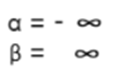 α = - ∞
β = ∞